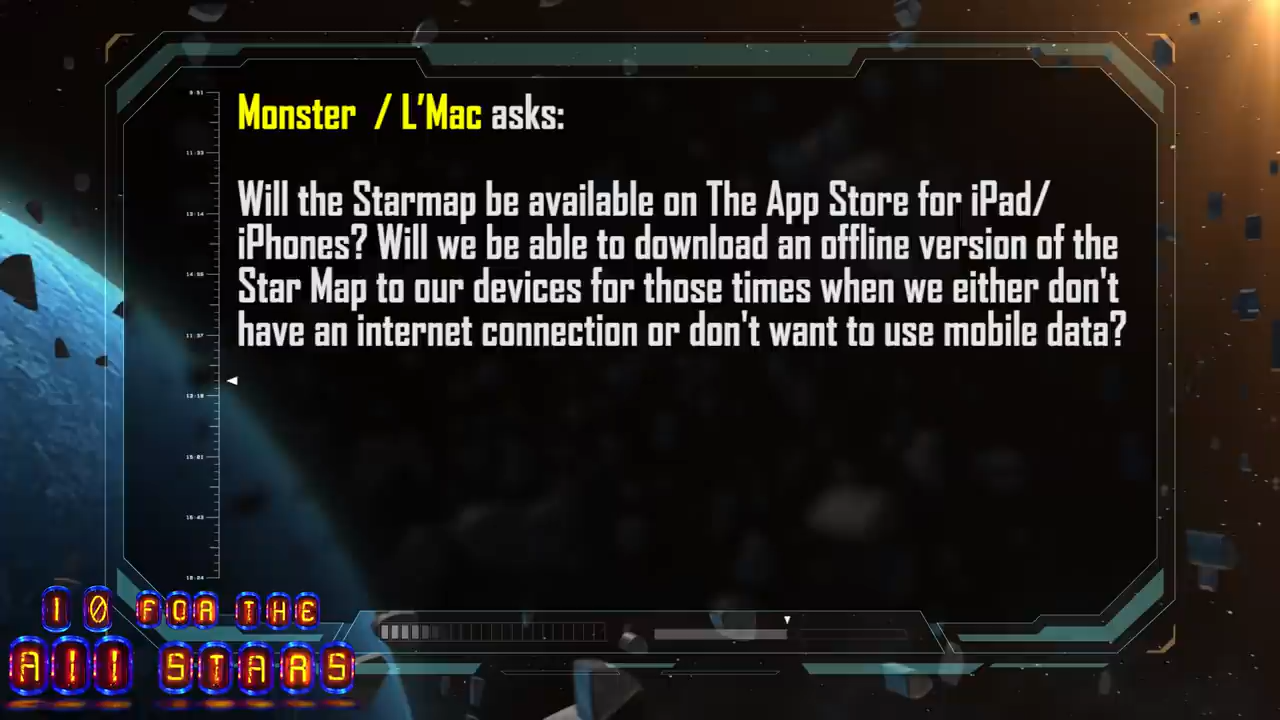 Monster / L'Mac asks:
Will the Starmap be available on The App Store for iPad/
iPhones? Will we be able to download an offline version of the
Star Map to our devices for those times when we either don't
have an internet connection or don't want to use mobile data?
10 FOR THE
All STARS